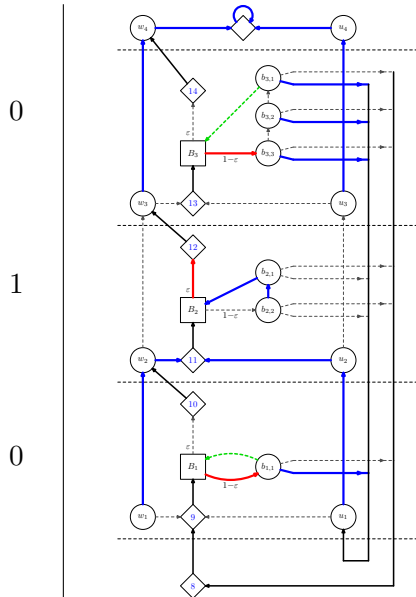 w₄ u₄
14 b₃,₁
0 b₃,₂
ε
B₃ b₃,₃
1−ε
w₃ 13 u₃
12
b₂,₁
1 ε
B₂ b₂,₂
1−ε
w₂ 11 u₂
10
0 ε
B₁ b₁,₁
1−ε
w₁ 9 u₁
8